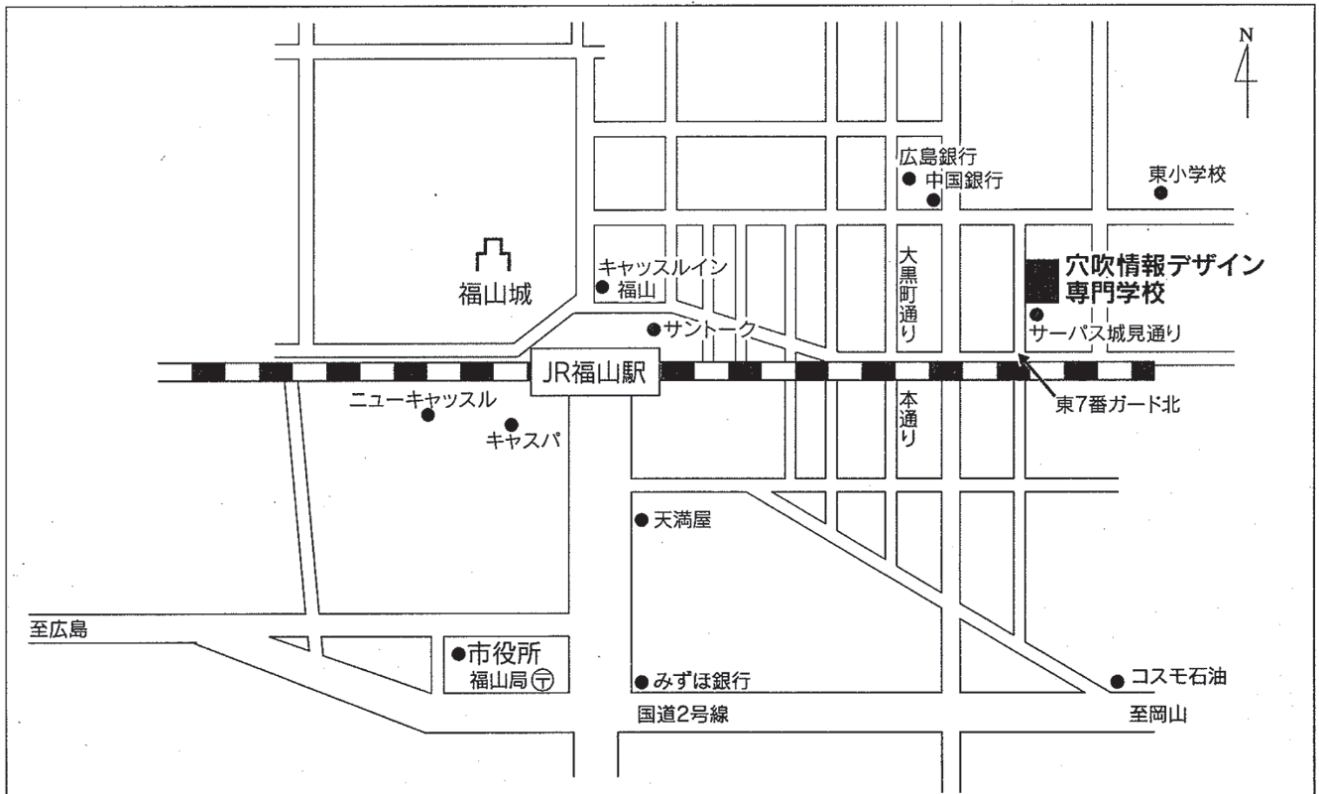 N
広島銀行
中国銀行
東小学校
大黒町通り
穴吹情報デザイン
専門学校
キャッスルイン
福山
福山城
サントーク
サーパス城見通り
JR福山駅
ニューキャッスル
キャスパ
本通り
東7番ガード北
天満屋
至広島
市役所
福山局〒
みずほ銀行
コスモ石油
国道2号線
至岡山